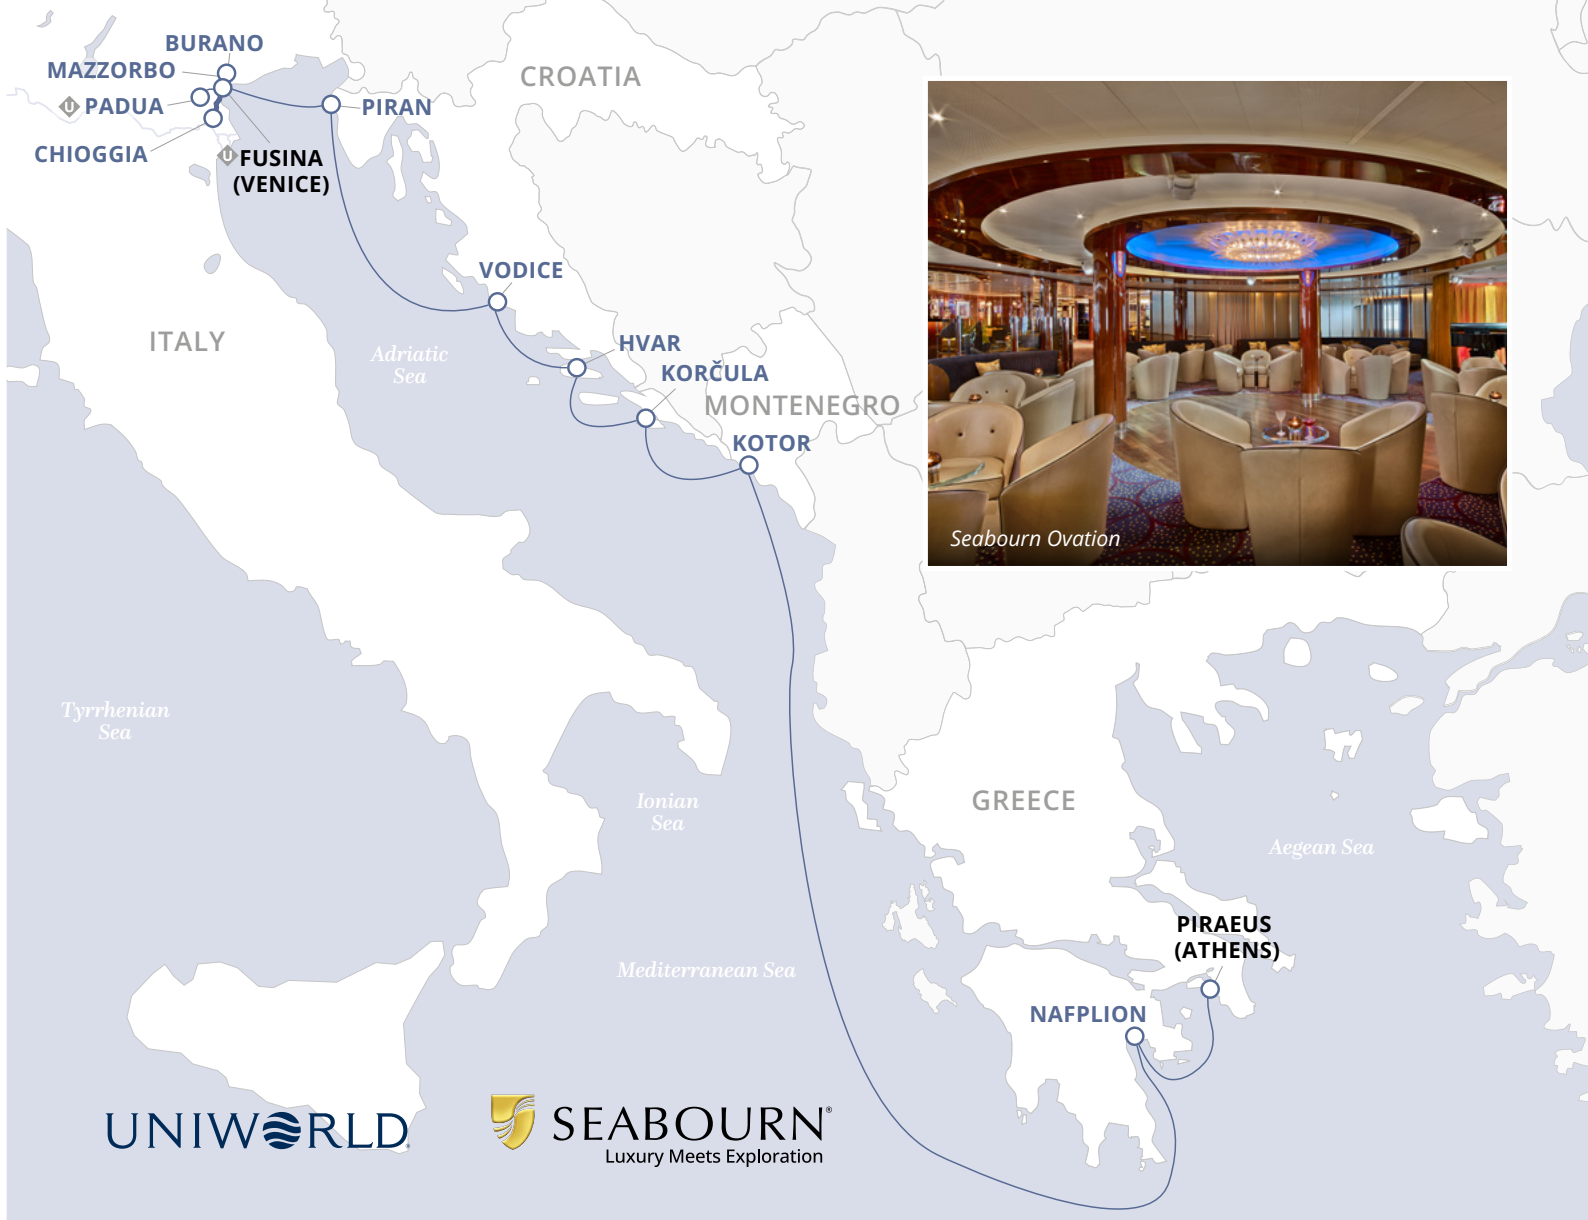 BURANO
MAZZORBO
U PADUA
CHIOGGIA
U FUSINA
(VENICE)
PIRAN
CROATIA
VODICE
ITALY
Adriatic
Sea
HVAR
KORČULA
MONTENEGRO
KOTOR
Seabourn Ovation
Tyrrhenian
Sea
Ionian
Sea
GREECE
Aegean Sea
PIRAEUS
(ATHENS)
Mediterranean Sea
NAFPLION
UNIWORLD
SEABOURN®
Luxury Meets Exploration